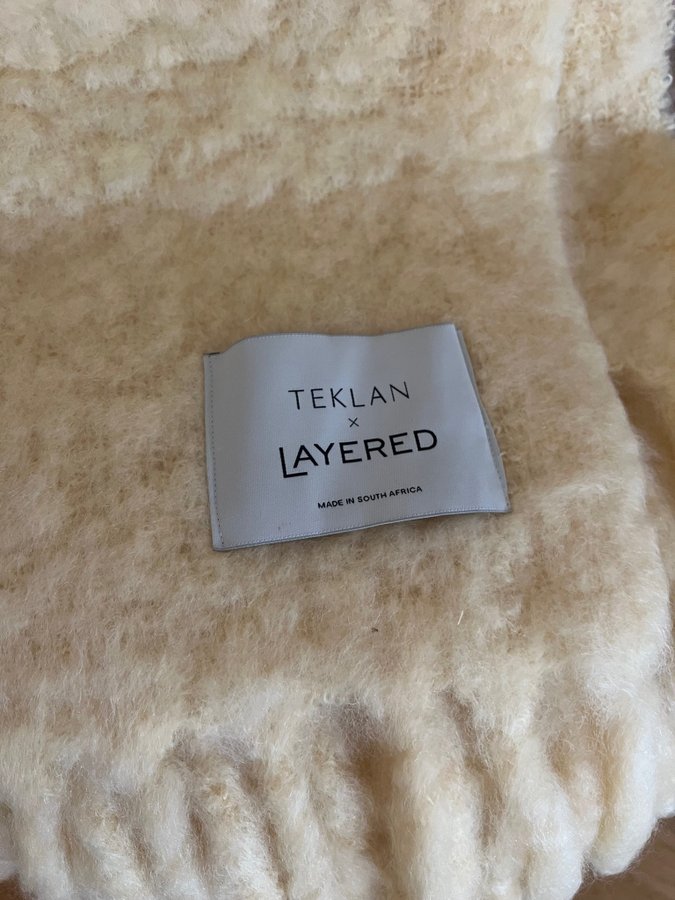 TEKLAN
×
LAYERED
MADE IN SOUTH AFRICA